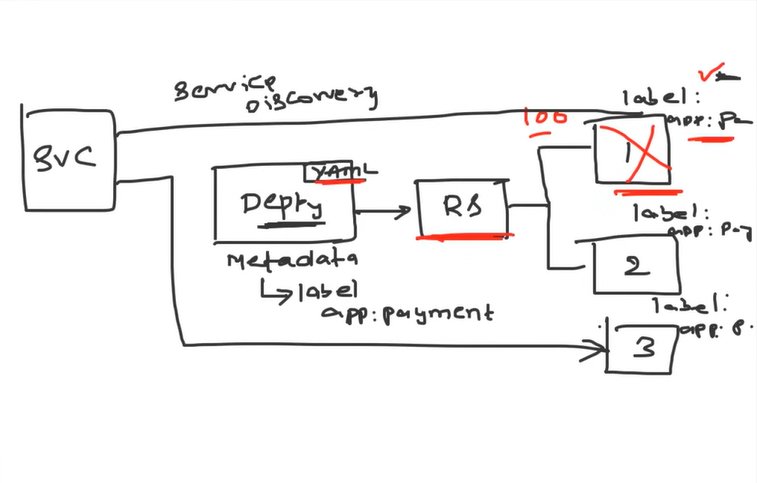 Service
Discovery
SVC
YAML
Deploy
Metadata
label
app: payment
RS
100
label:
app: pa
1
label:
app: pay
2
label:
app: p.
3